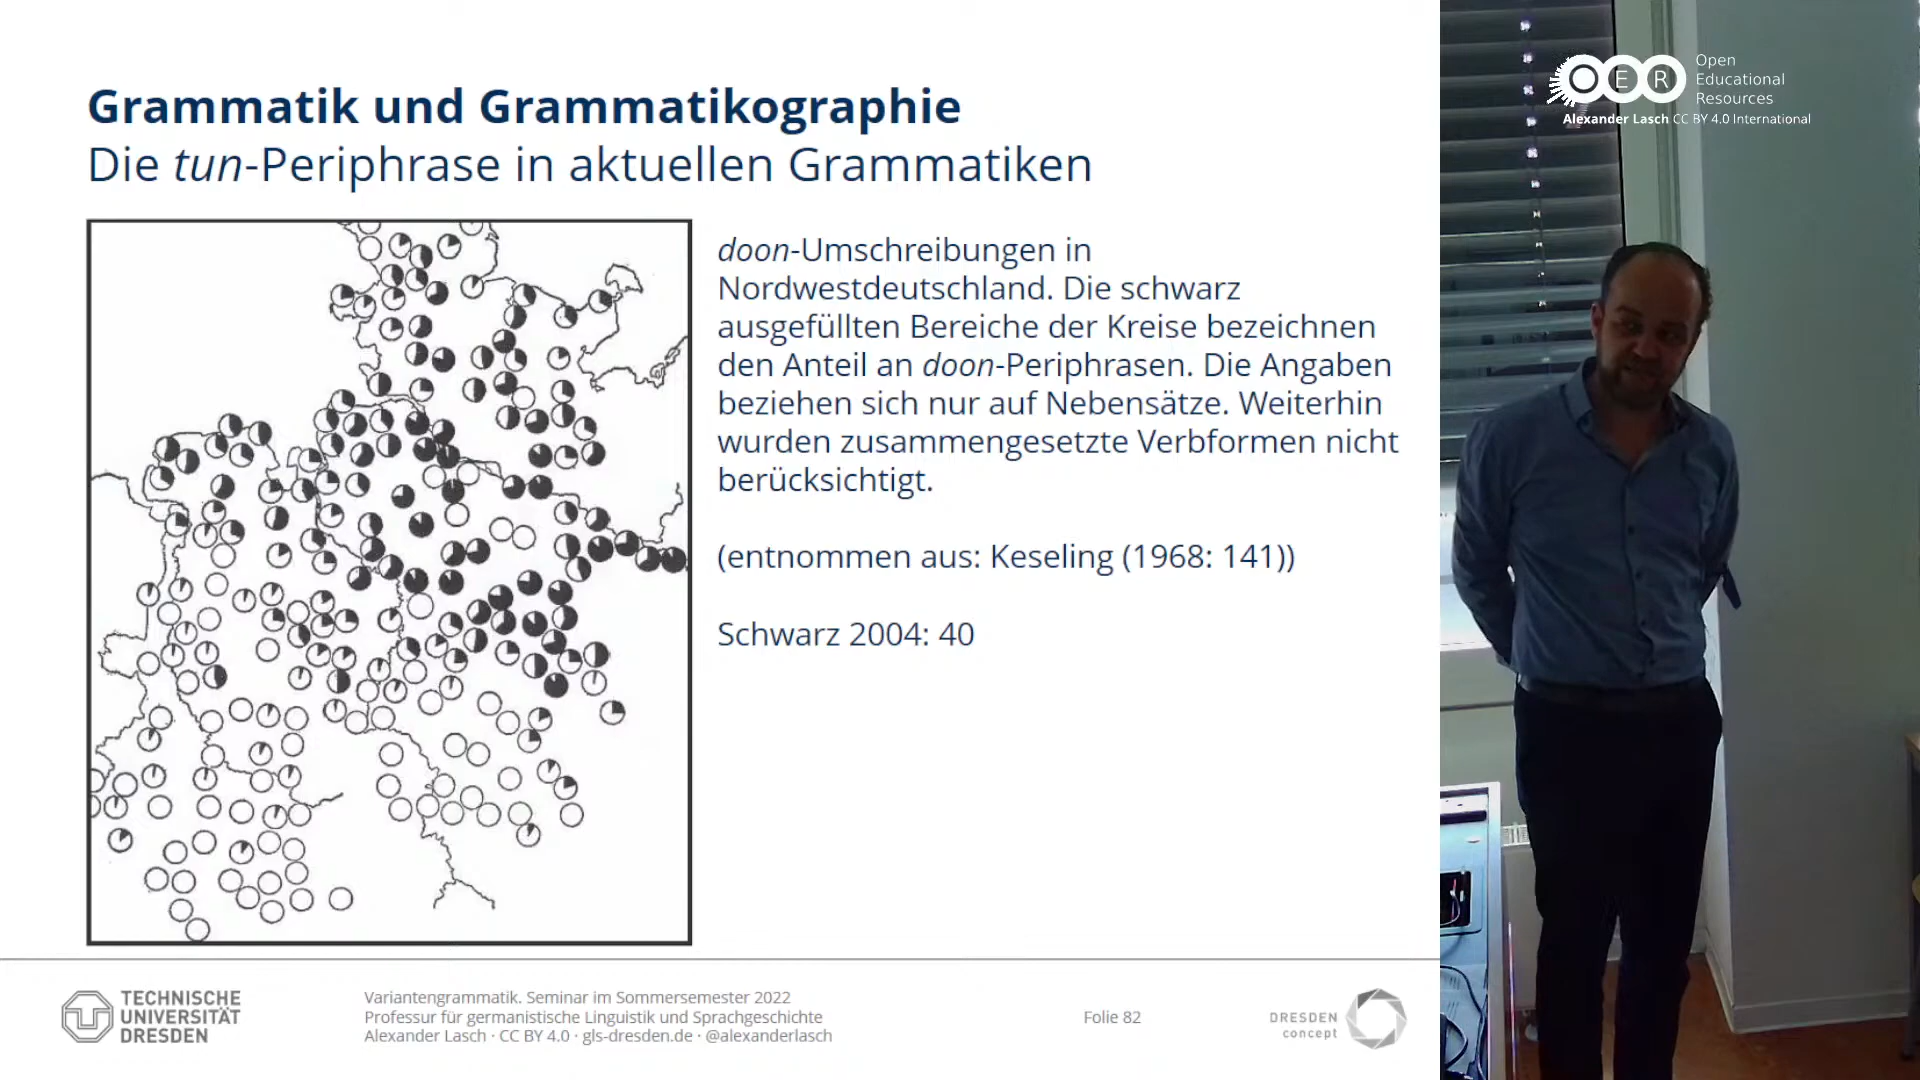 Grammatik und Grammatikographie
Die tun-Periphrase in aktuellen Grammatiken
doon-Umschreibungen in
Nordwestdeutschland. Die schwarz
ausgefüllten Bereiche der Kreise bezeichnen
den Anteil an doon-Periphrasen. Die Angaben
beziehen sich nur auf Nebensätze. Weiterhin
wurden zusammengesetzte Verbformen nicht
berücksichtigt.
(entnommen aus: Keseling (1968: 141))
Schwarz 2004: 40
TECHNISCHE
UNIVERSITÄT
DRESDEN
Variantengrammatik. Seminar im Sommersemester 2022
Professur für germanistische Linguistik und Sprachgeschichte
Alexander Lasch · CC BY 4.0 · gls-dresden.de · @alexanderlasch
Folie 82
DRESDEN
concept
OER
Open
Educational
Resources
Alexander Lasch CC BY 4.0 International